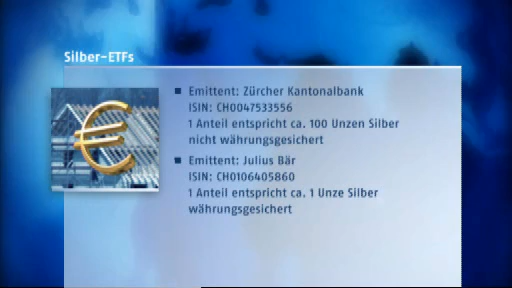 Silber-ETFs
■ Emittent: Zürcher Kantonalbank
ISIN: CH0047533556
1 Anteil entspricht ca. 100 Unzen Silber
nicht währungsgesichert
■ Emittent: Julius Bär
ISIN: CH0106405860
1 Anteil entspricht ca. 1 Unze Silber
währungsgesichert